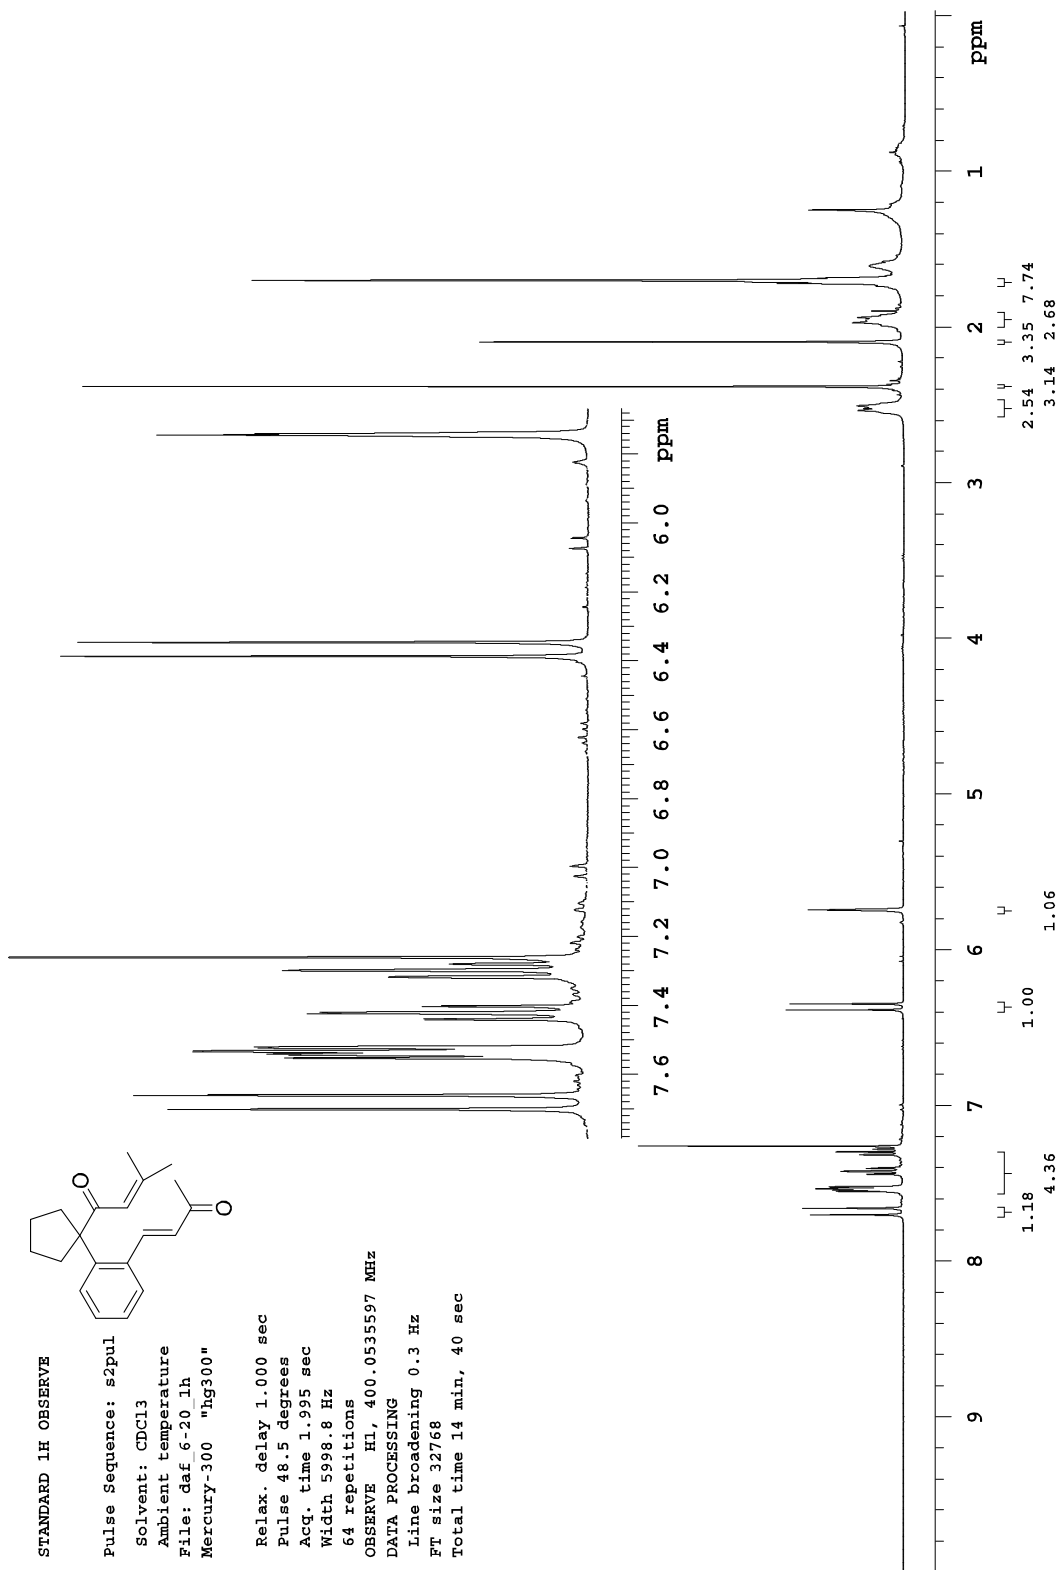 STANDARD 1H OBSERVE
Pulse Sequence: s2pul
Solvent: CDCl3
Ambient temperature
File: daf_6-20_1h
Mercury-300 "hg300"
Relax. delay 1.000 sec
Pulse 48.5 degrees
Acq. time 1.995 sec
Width 5998.8 Hz
64 repetitions
OBSERVE H1, 400.0535597 MHz
DATA PROCESSING
Line broadening 0.3 Hz
FT size 32768
Total time 14 min, 40 sec
O
O
7.6 7.4 7.2 7.0 6.8 6.6 6.4 6.2 6.0 ppm
9 8 7 6 5 4 3 2 1 ppm
1.18 1.00 2.54 3.35 7.74
4.36 1.06 3.14 2.68